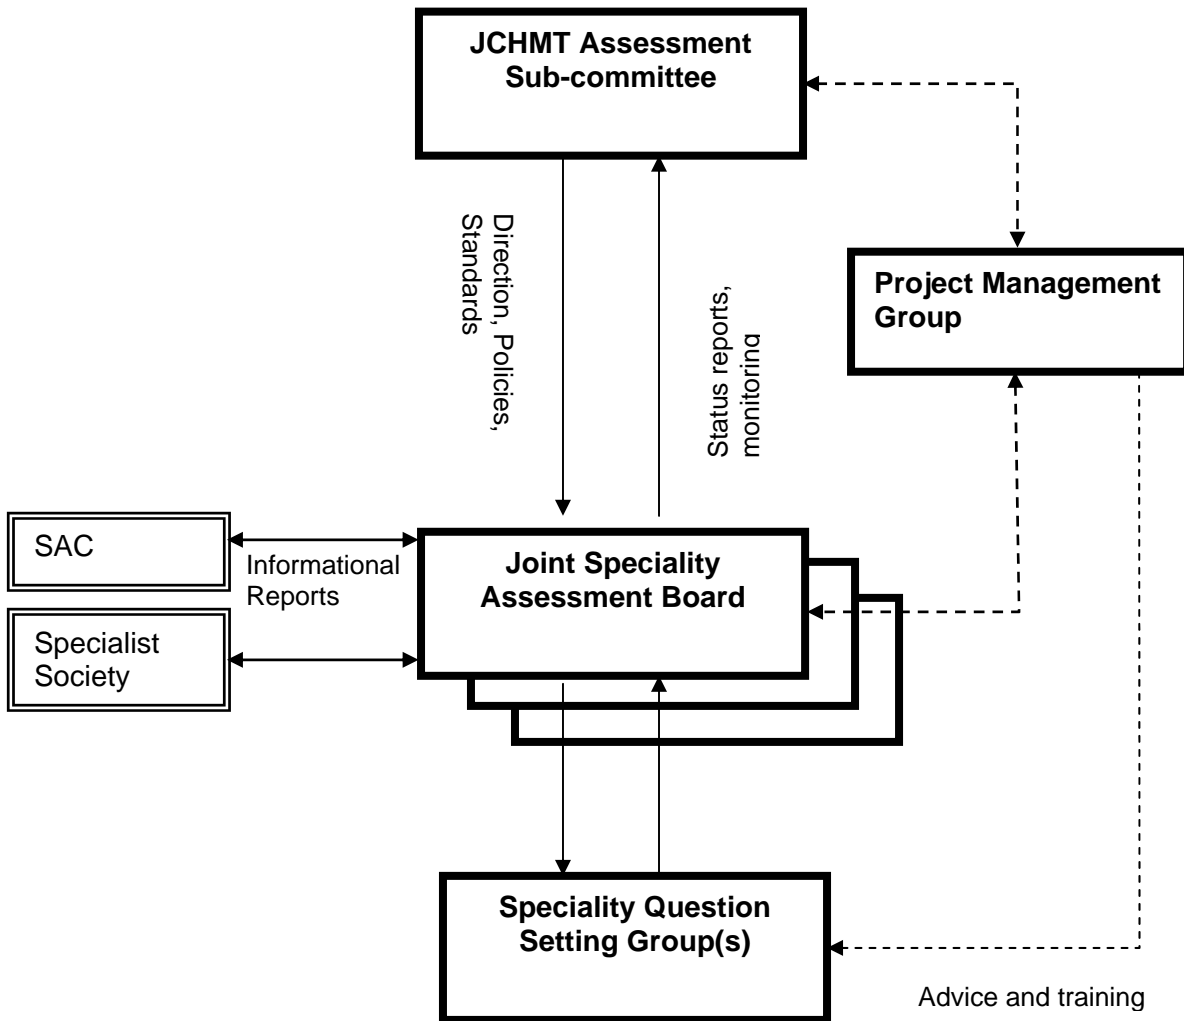 JCHMT Assessment
Sub-committee
Direction, Policies,
Standards
Status reports,
monitoring
Project Management
Group
SAC
Informational
Reports
Specialist
Society
Joint Speciality
Assessment Board
Speciality Question
Setting Group(s)
Advice and training